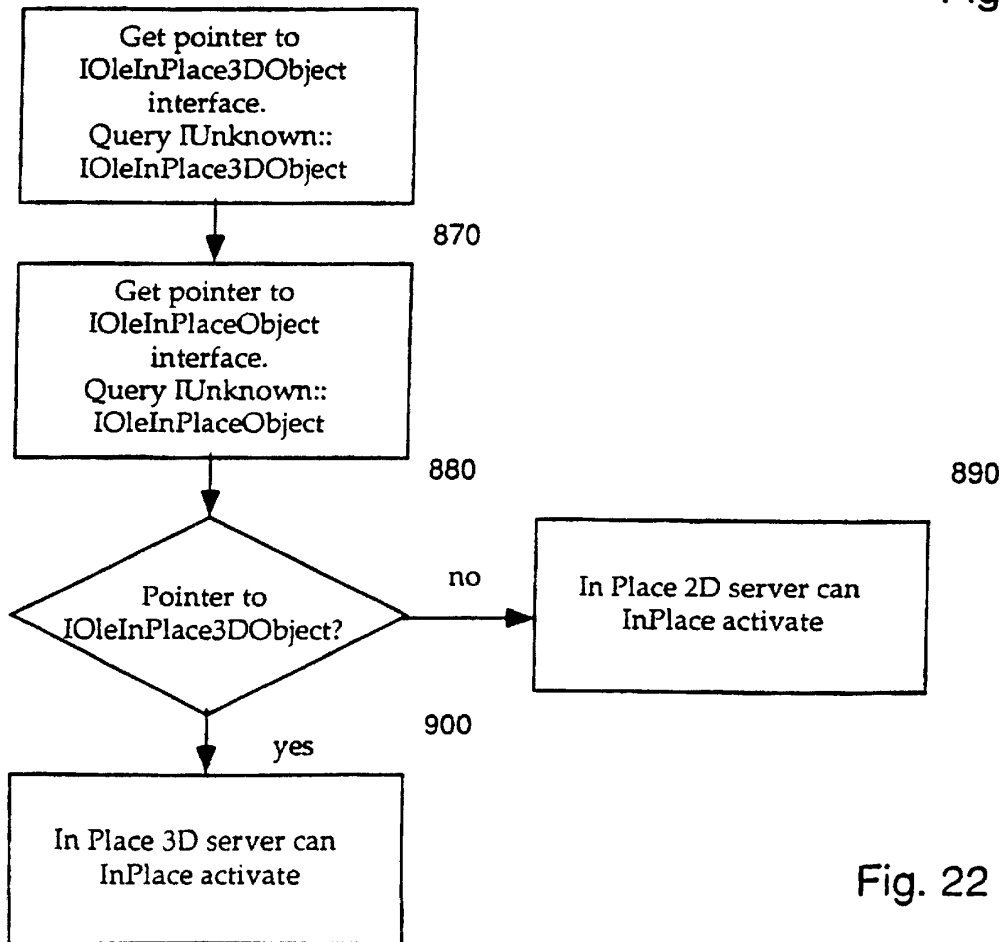 Fig
Get pointer to
IOleInPlace3DObject
interface.
Query IUnknown::
IOleInPlace3DObject
870
Get pointer to
IOleInPlaceObject
interface.
Query IUnknown::
IOleInPlaceObject
880
890
Pointer to
IOleInPlace3DObject?
no
In Place 2D server can
InPlace activate
900
yes
In Place 3D server can
InPlace activate
Fig. 22